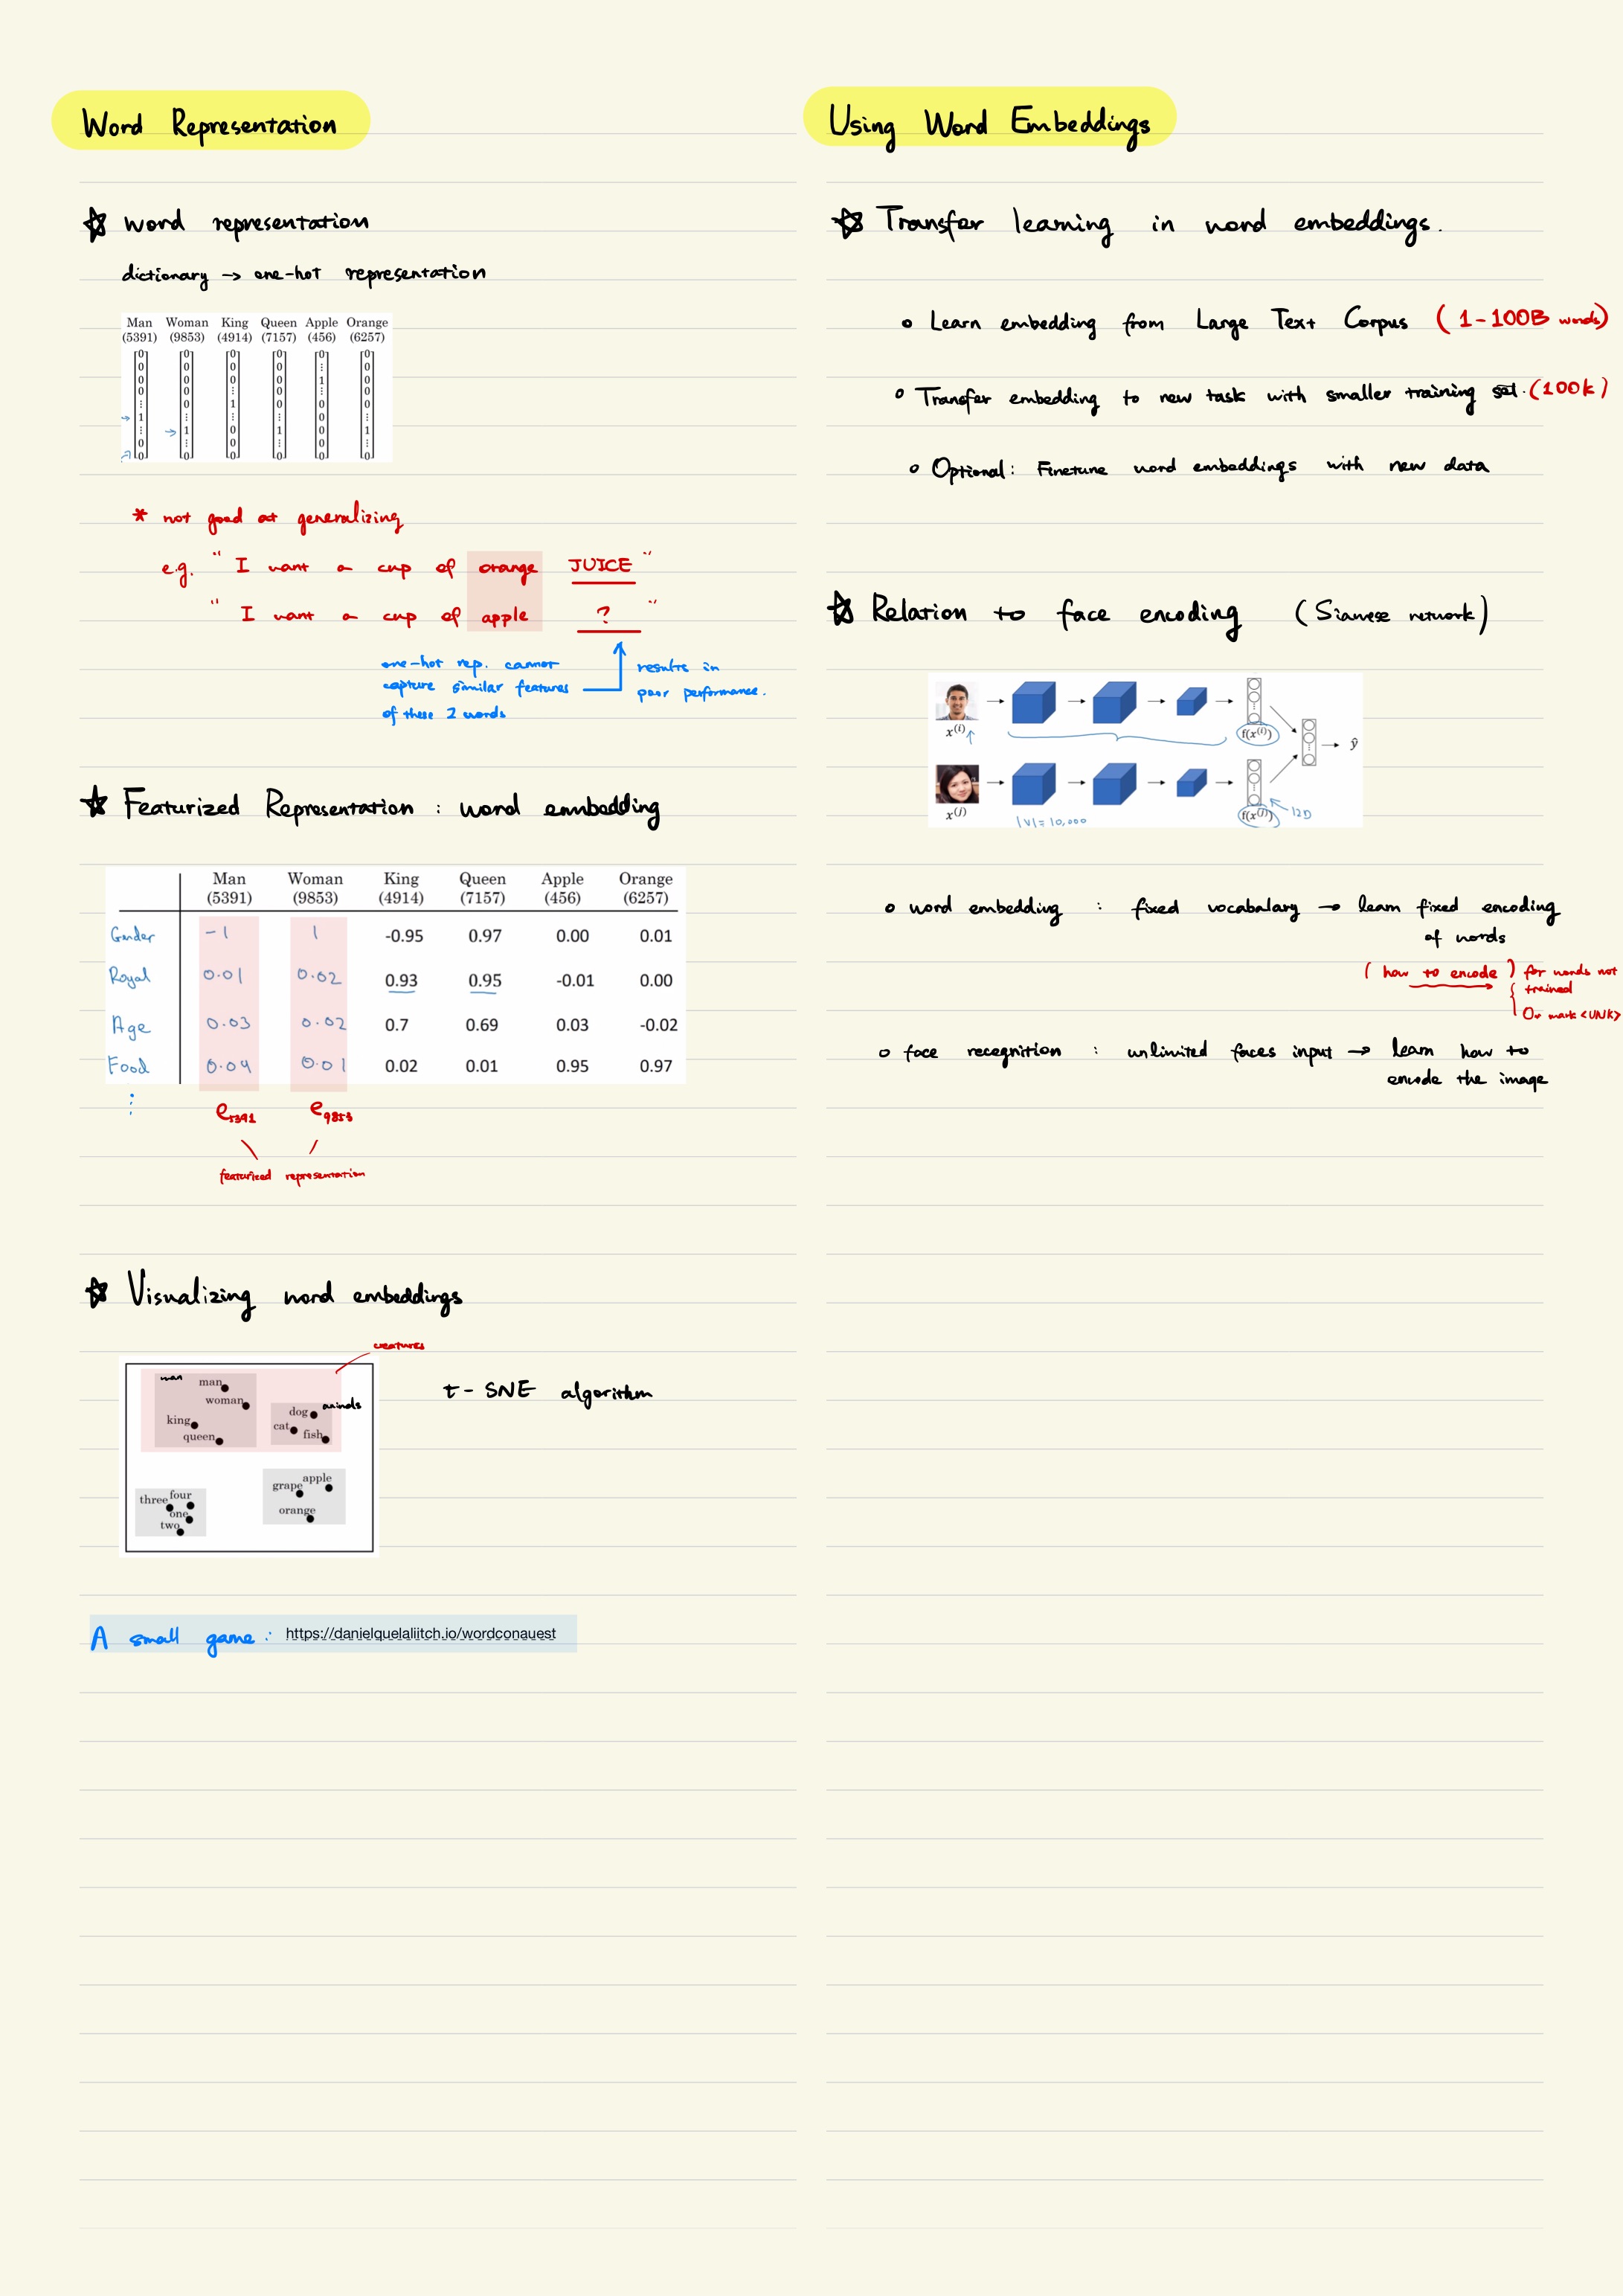 Word Representation
☆ word representation
dictionary → one-hot representation
Man Woman King Queen Apple Orange
(5391) (9853) (4914) (7157) (456) (6257)
0 0 0 0 0 0
0 0 0 0 ⋮ 0
0 0 0 0 1 0
0 0 ⋮ 0 ⋮ 0
⋮ 0 1 0 0 0
1 ⋮ 0 ⋮ 0 ⋮
⋮ 1 0 1 0 1
0 ⋮ 0 ⋮ 0 ⋮
0 0 0 0 0 0
* not good at generalizing
e.g. " I want a cup of orange JUICE "
" I want a cup of apple ? "
one-hot rep. cannot
capture similar features
of these 2 words
results in
poor performance.
☆ Featurized Representation : word emnbedding
Man Woman King Queen Apple Orange
(5391) (9853) (4914) (7157) (456) (6257)
Gender -1 1 -0.95 0.97 0.00 0.01
Royal 0.01 0.02 0.93 0.95 -0.01 0.00
Age 0.03 0.02 0.7 0.69 0.03 -0.02
Food 0.04 0.01 0.02 0.01 0.95 0.97
⋮
e5391 e9853
featurized representation
☆ Visualizing word embeddings
creatures
man
man
woman
king
queen
dog
animals
cat
fish
four
three
one
two
apple
grape
orange
t-SNE algorithm
A small game : https://danielquelaliitch.io/wordconauest
Using Word Embeddings
☆ Transfer learning in word embeddings.
Learn embedding from Large Text Corpus (1-100B words)
Transfer embedding to new task with smaller training set. (100k)
Optional : Finetune word embeddings with new data
☆ Relation to face encoding (Siamese network)
x(i)
f(x(i))
ŷ
x(j)
|V|=10,000
f(x(j))
12D
word embedding : fixed vocabalary → learn fixed encoding
of words
( how to encode ) for words not
trained
Or mark <UNK>
face recegnition : unlimited faces input → learn how to
encode the image